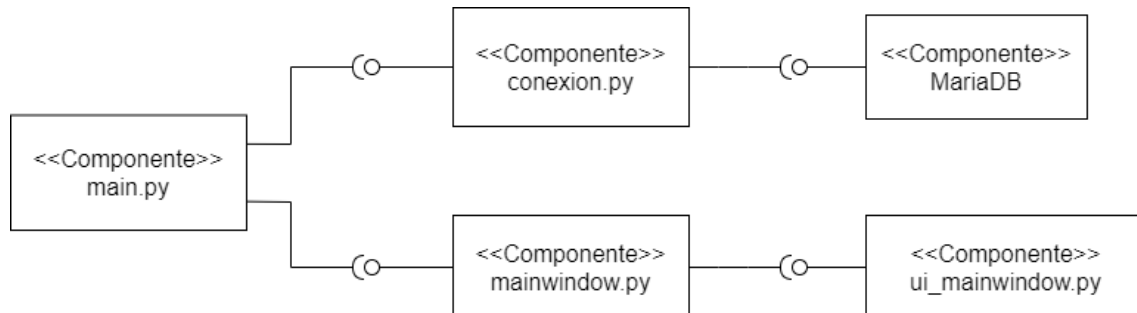 <<Componente>>
conexion.py
<<Componente>>
MariaDB
<<Componente>>
main.py
<<Componente>>
mainwindow.py
<<Componente>>
ui_mainwindow.py